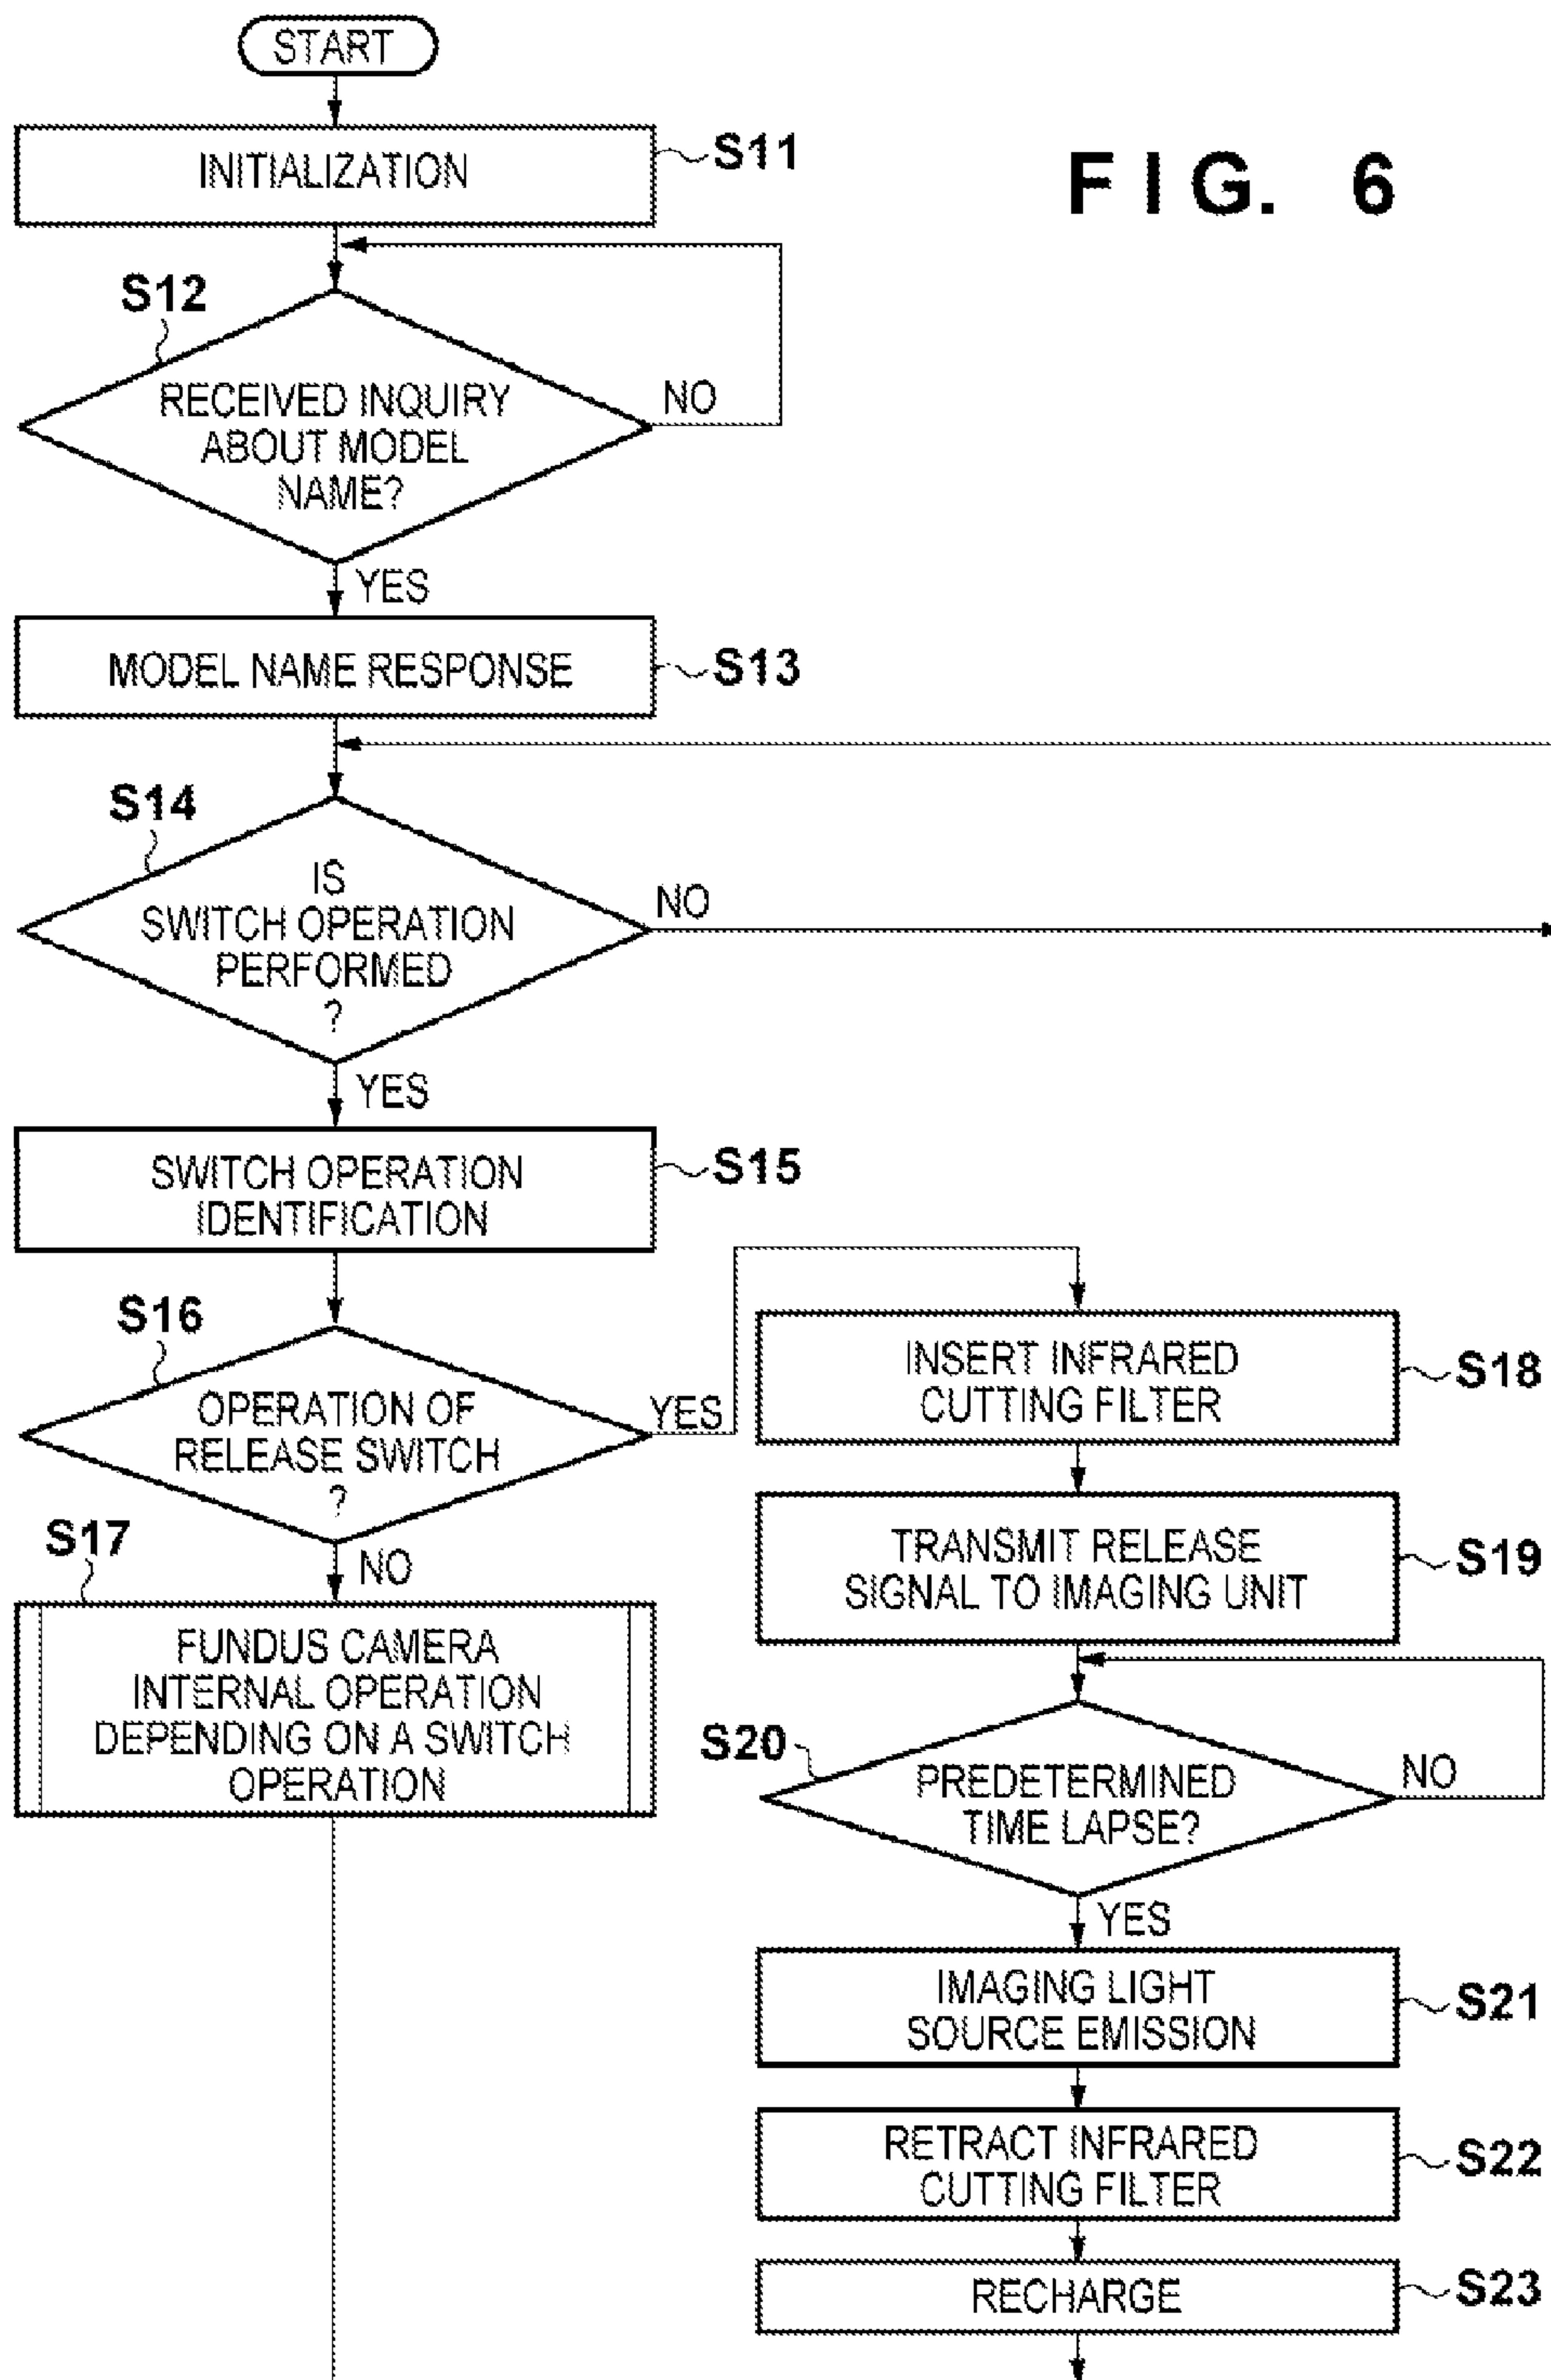 START
F I G. 6
INITIALIZATION
S11
S12
RECEIVED INQUIRY
ABOUT MODEL
NAME?
NO
YES
MODEL NAME RESPONSE
S13
S14
IS
SWITCH OPERATION
PERFORMED
?
NO
YES
SWITCH OPERATION
IDENTIFICATION
S15
S16
OPERATION OF
RELEASE SWITCH
?
YES
NO
S17
FUNDUS CAMERA
INTERNAL OPERATION
DEPENDING ON A SWITCH
OPERATION
INSERT INFRARED
CUTTING FILTER
S18
TRANSMIT RELEASE
SIGNAL TO IMAGING UNIT
S19
S20
PREDETERMINED
TIME LAPSE?
NO
YES
IMAGING LIGHT
SOURCE EMISSION
S21
RETRACT INFRARED
CUTTING FILTER
S22
RECHARGE
S23